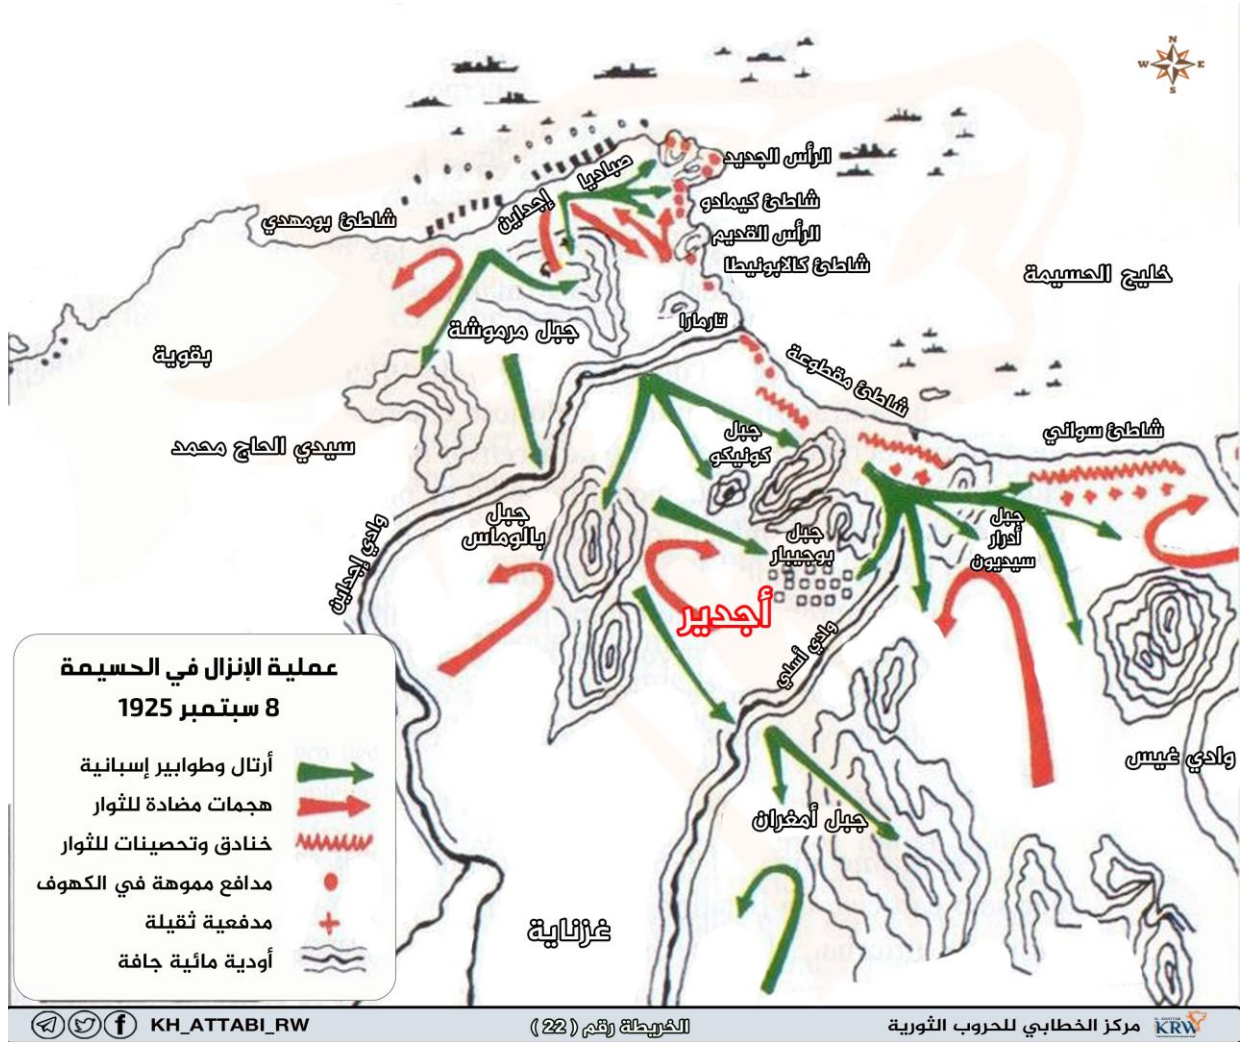 N
W E
S
الرأس الجديد
صباديا
إجداين
شاطئ كيمادو
شاطئ بومهدي
الرأس القديم
شاطئ كالابونيطا
خليج الحسيمة
تارمارا
جبل مرموشة
بقوية
شاطئ مقطوعة
سيدي الحاج محمد
جبل
كونيكو
شاطئ سواني
جبل
بالوماس
جبل
بوجيبار
جبل
أدرار
سيديون
وادي إجداين
أجدير
وادي أسلي
وادي غيس
جبل أمغران
غزناية
عملية الإنزال في الحسيمة
8 سبتمبر 1925
أرتال وطوابير إسبانية
هجمات مضادة للثوار
خنادق وتحصينات للثوار
مدافع مموهة في الكهوف
مدفعية ثقيلة
أودية مائية جافة
مركز الخطابي للحروب الثورية
KRW
الخريطة رقم ( 22 )
KH_ATTABI_RW